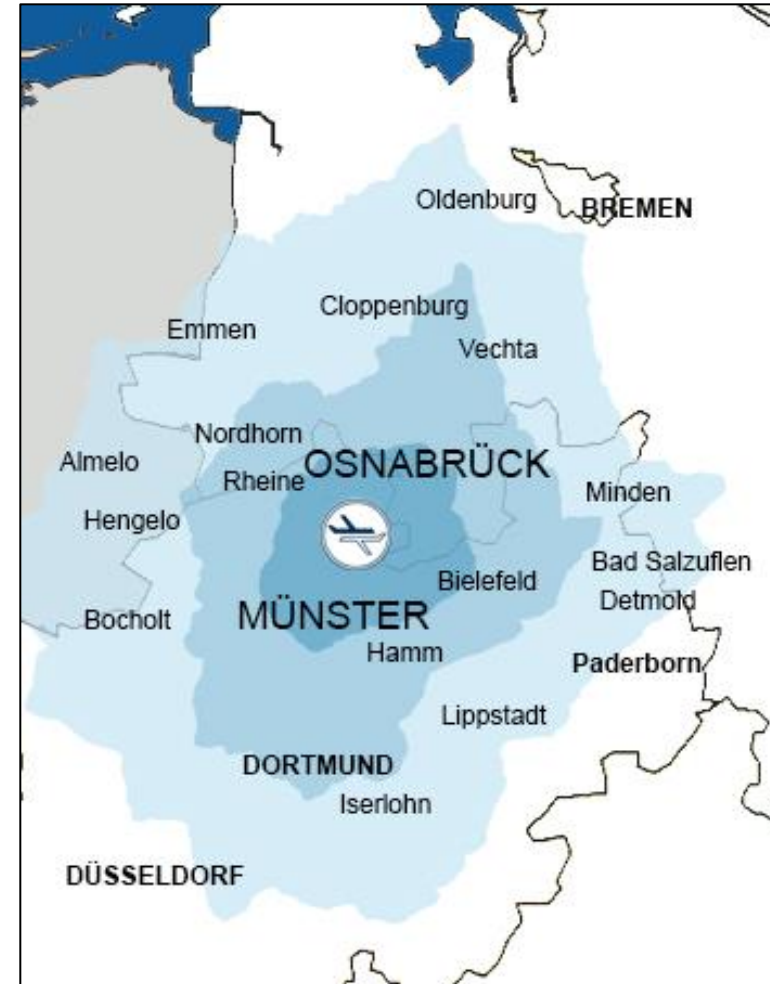 Oldenburg
BREMEN
Cloppenburg
Emmen
Vechta
Nordhorn
Almelo
OSNABRÜCK
Rheine
Minden
Hengelo
Bad Salzuflen
Bielefeld
Detmold
MÜNSTER
Bocholt
Hamm
Paderborn
Lippstadt
DORTMUND
Iserlohn
DÜSSELDORF